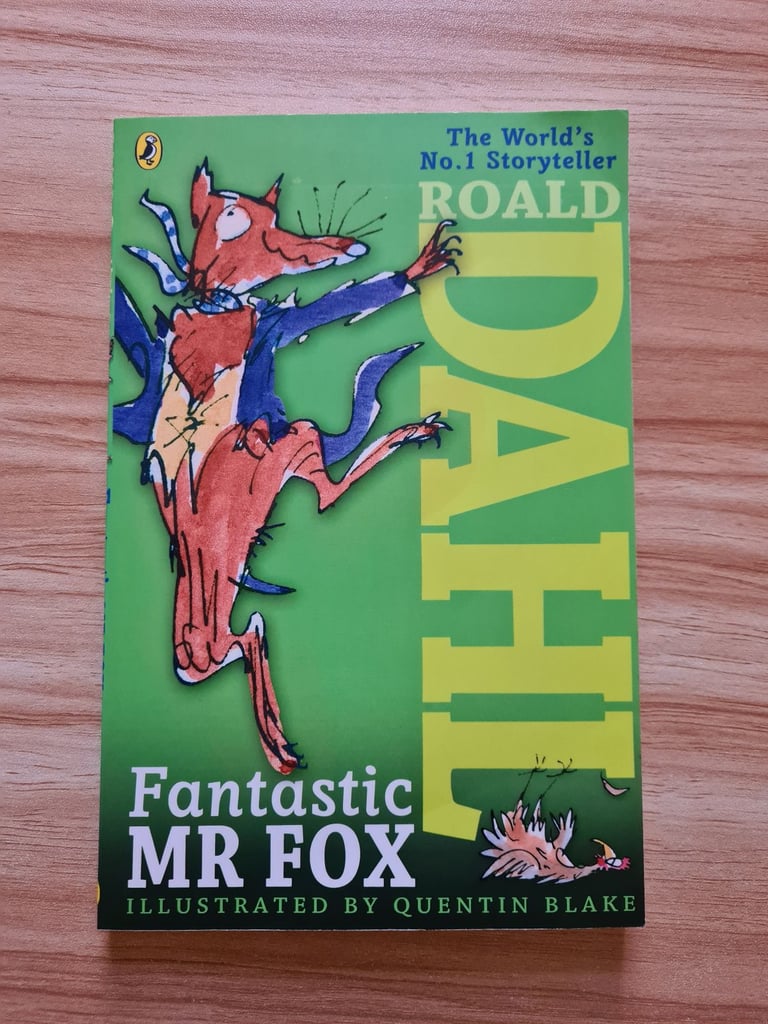 The World's
No.1 Storyteller
ROALD
DAHL
Fantastic
MR FOX
ILLUSTRATED BY QUENTIN BLAKE